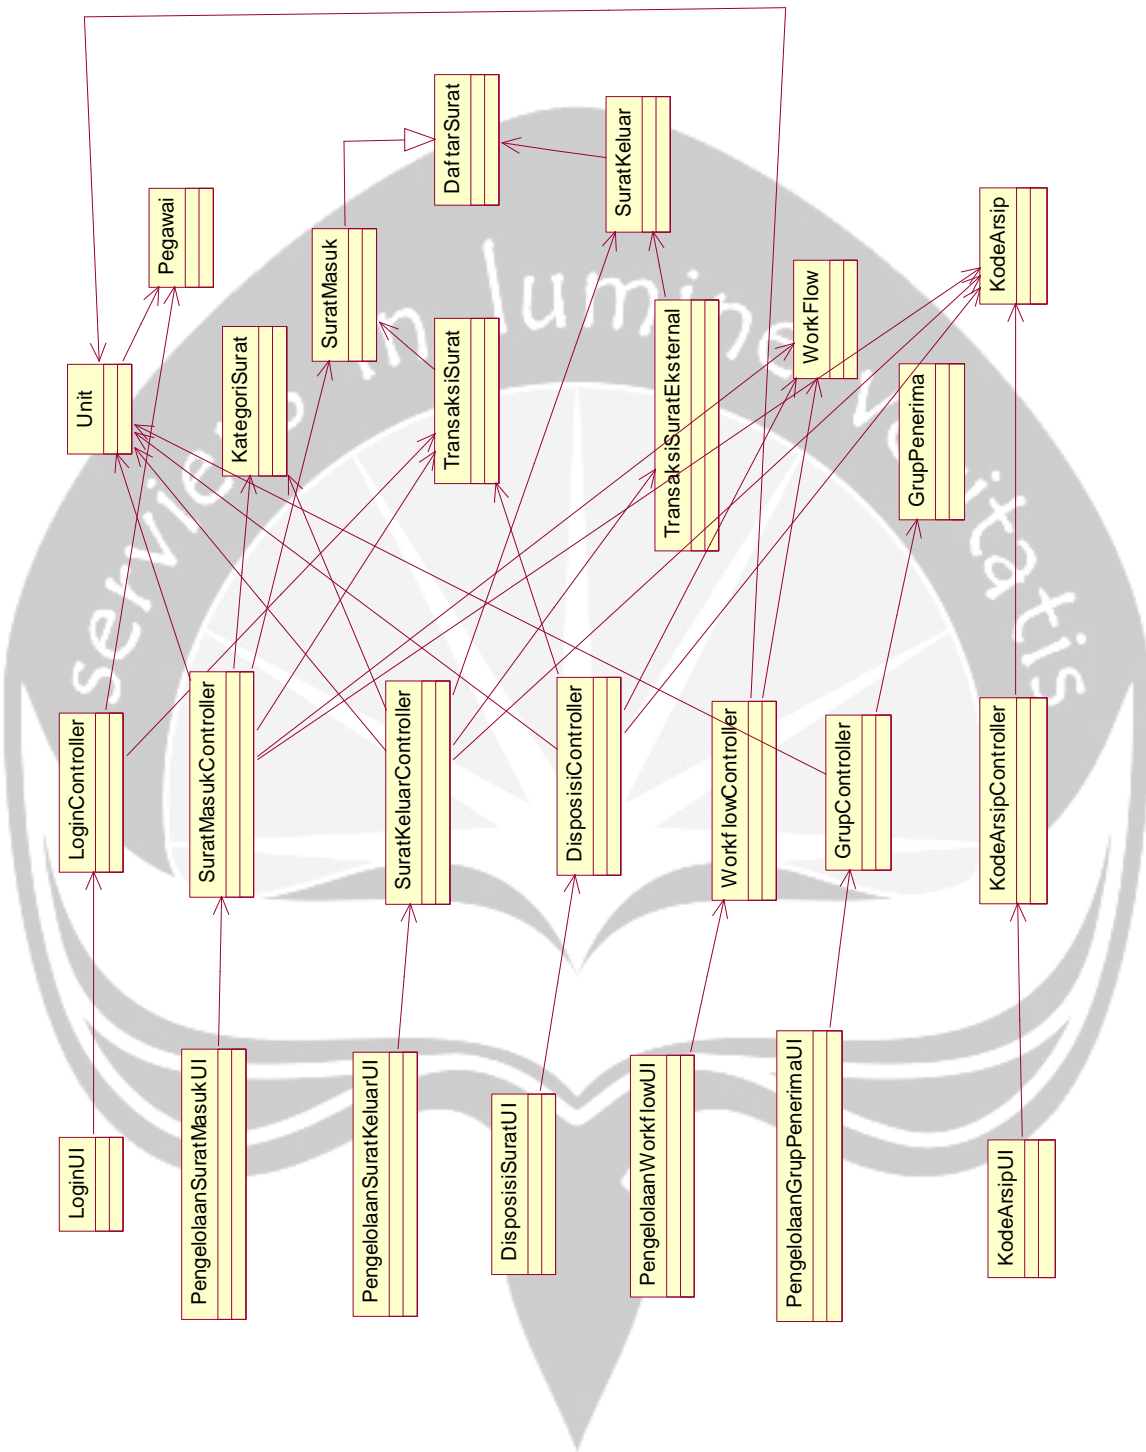 LoginUI
PengelolaanSuratMasukUI
PengelolaanSuratKeluarUI
DisposisiSuratUI
PengelolaanWorkflowUI
PengelolaanGrupPenerimaUI
KodeArsipUI
LoginController
SuratMasukController
SuratKeluarController
DisposisiController
WorkflowController
GrupController
KodeArsipController
Unit
Pegawai
KategoriSurat
SuratMasuk
TransaksiSurat
DaftarSurat
SuratKeluar
TransaksiSuratEksternal
WorkFlow
GrupPenerima
KodeArsip
serviens in lumine veritatis